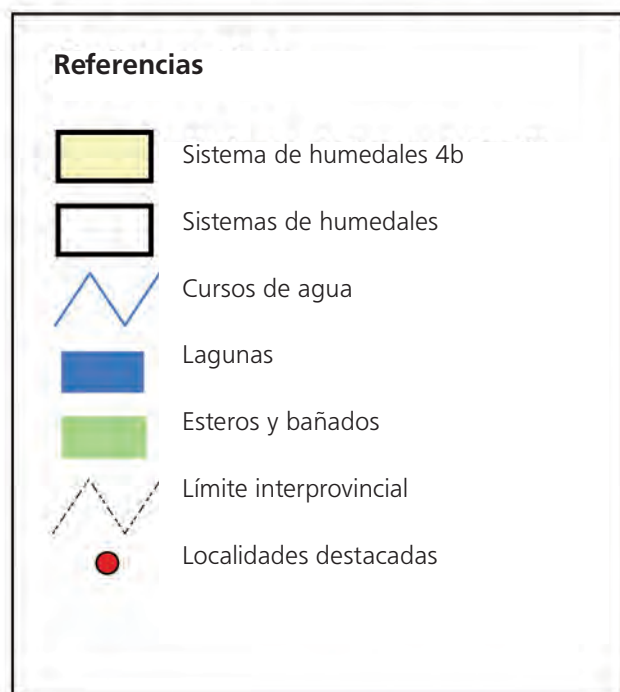 Referencias
Sistema de humedales 4b
Sistemas de humedales
Cursos de agua
Lagunas
Esteros y bañados
Límite interprovincial
Localidades destacadas